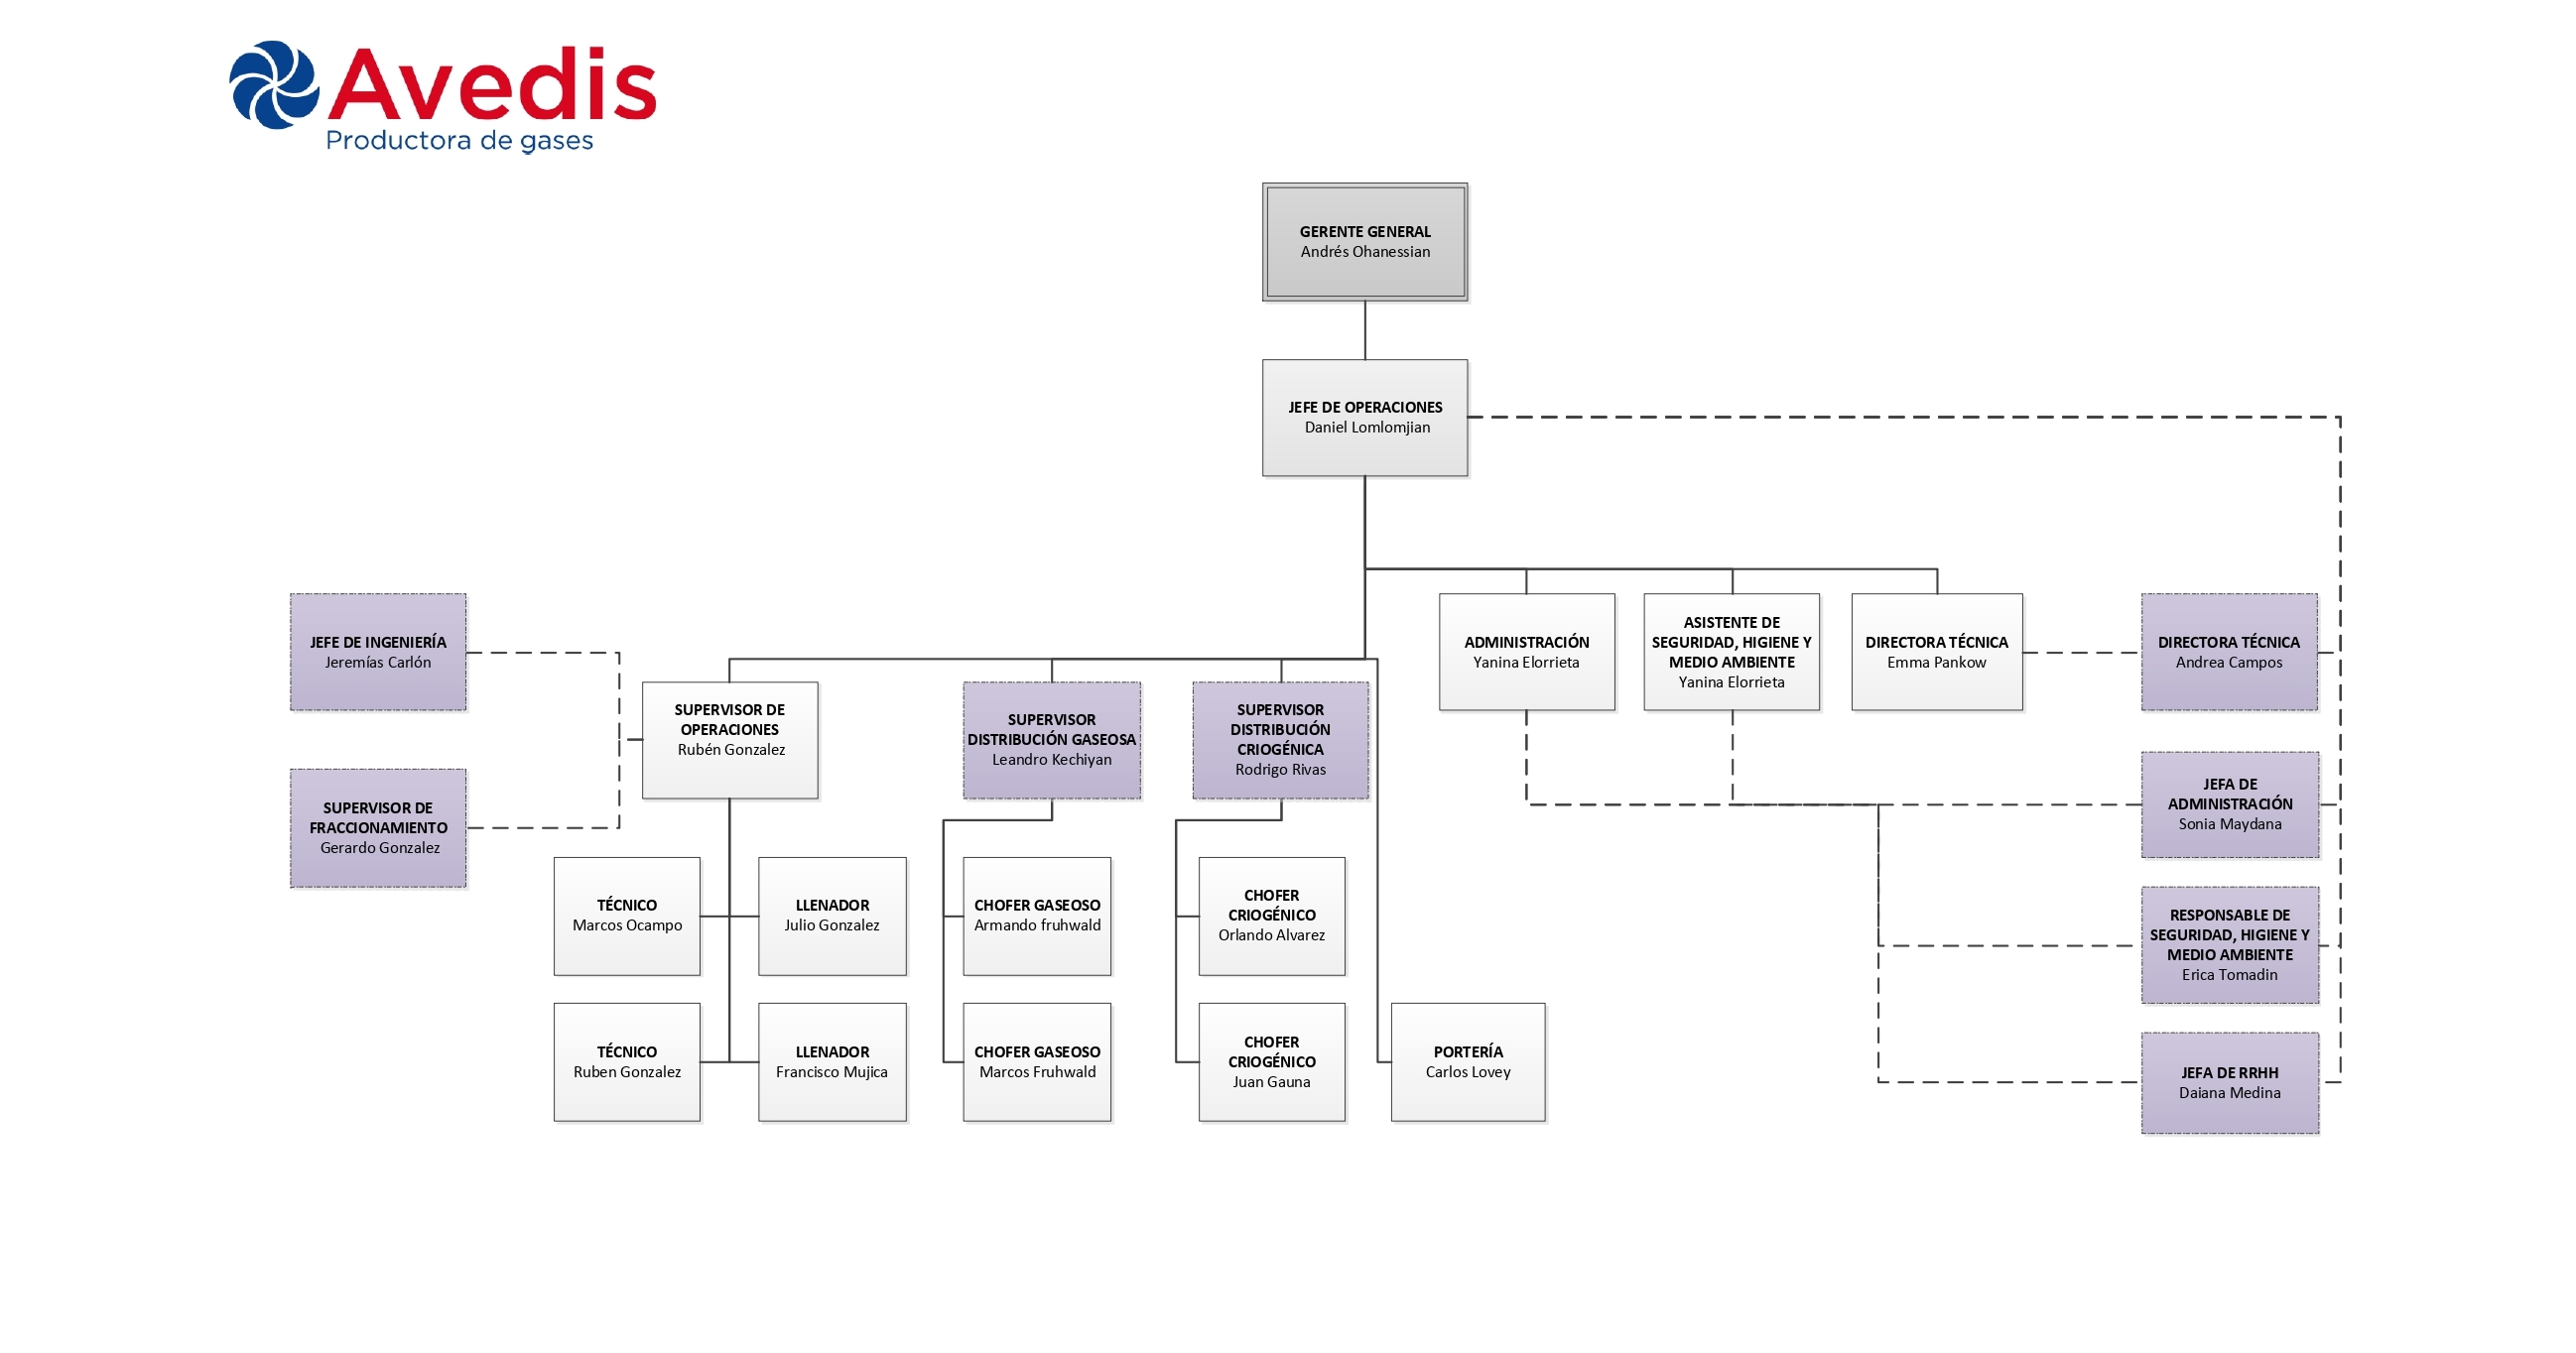 Avedis
Productora de gases
GERENTE GENERAL
Andrés Ohanessian
JEFE DE OPERACIONES
Daniel Lomlomjian
JEFE DE INGENIERÍA
Jeremías Carlón
SUPERVISOR DE
FRACCIONAMIENTO
Gerardo Gonzalez
SUPERVISOR DE
OPERACIONES
Rubén Gonzalez
SUPERVISOR
DISTRIBUCIÓN GASEOSA
Leandro Kechiyan
SUPERVISOR
DISTRIBUCIÓN
CRIOGÉNICA
Rodrigo Rivas
ADMINISTRACIÓN
Yanina Elorrieta
ASISTENTE DE
SEGURIDAD, HIGIENE Y
MEDIO AMBIENTE
Yanina Elorrieta
DIRECTORA TÉCNICA
Emma Pankow
DIRECTORA TÉCNICA
Andrea Campos
JEFA DE
ADMINISTRACIÓN
Sonia Maydana
RESPONSABLE DE
SEGURIDAD, HIGIENE Y
MEDIO AMBIENTE
Erica Tomadin
JEFA DE RRHH
Daiana Medina
TÉCNICO
Marcos Ocampo
LLENADOR
Julio Gonzalez
CHOFER GASEOSO
Armando fruhwald
CHOFER
CRIOGÉNICO
Orlando Alvarez
TÉCNICO
Ruben Gonzalez
LLENADOR
Francisco Mujica
CHOFER GASEOSO
Marcos Fruhwald
CHOFER
CRIOGÉNICO
Juan Gauna
PORTERÍA
Carlos Lovey